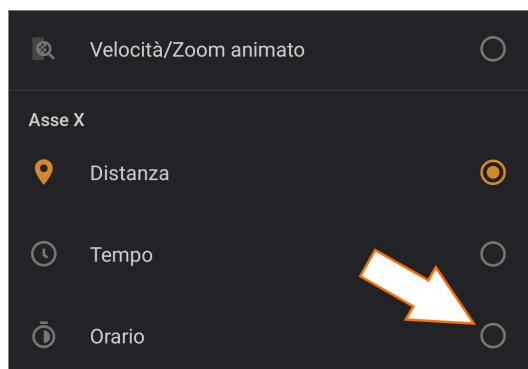 Velocità/Zoom animato
Asse X
Distanza
Tempo
Orario